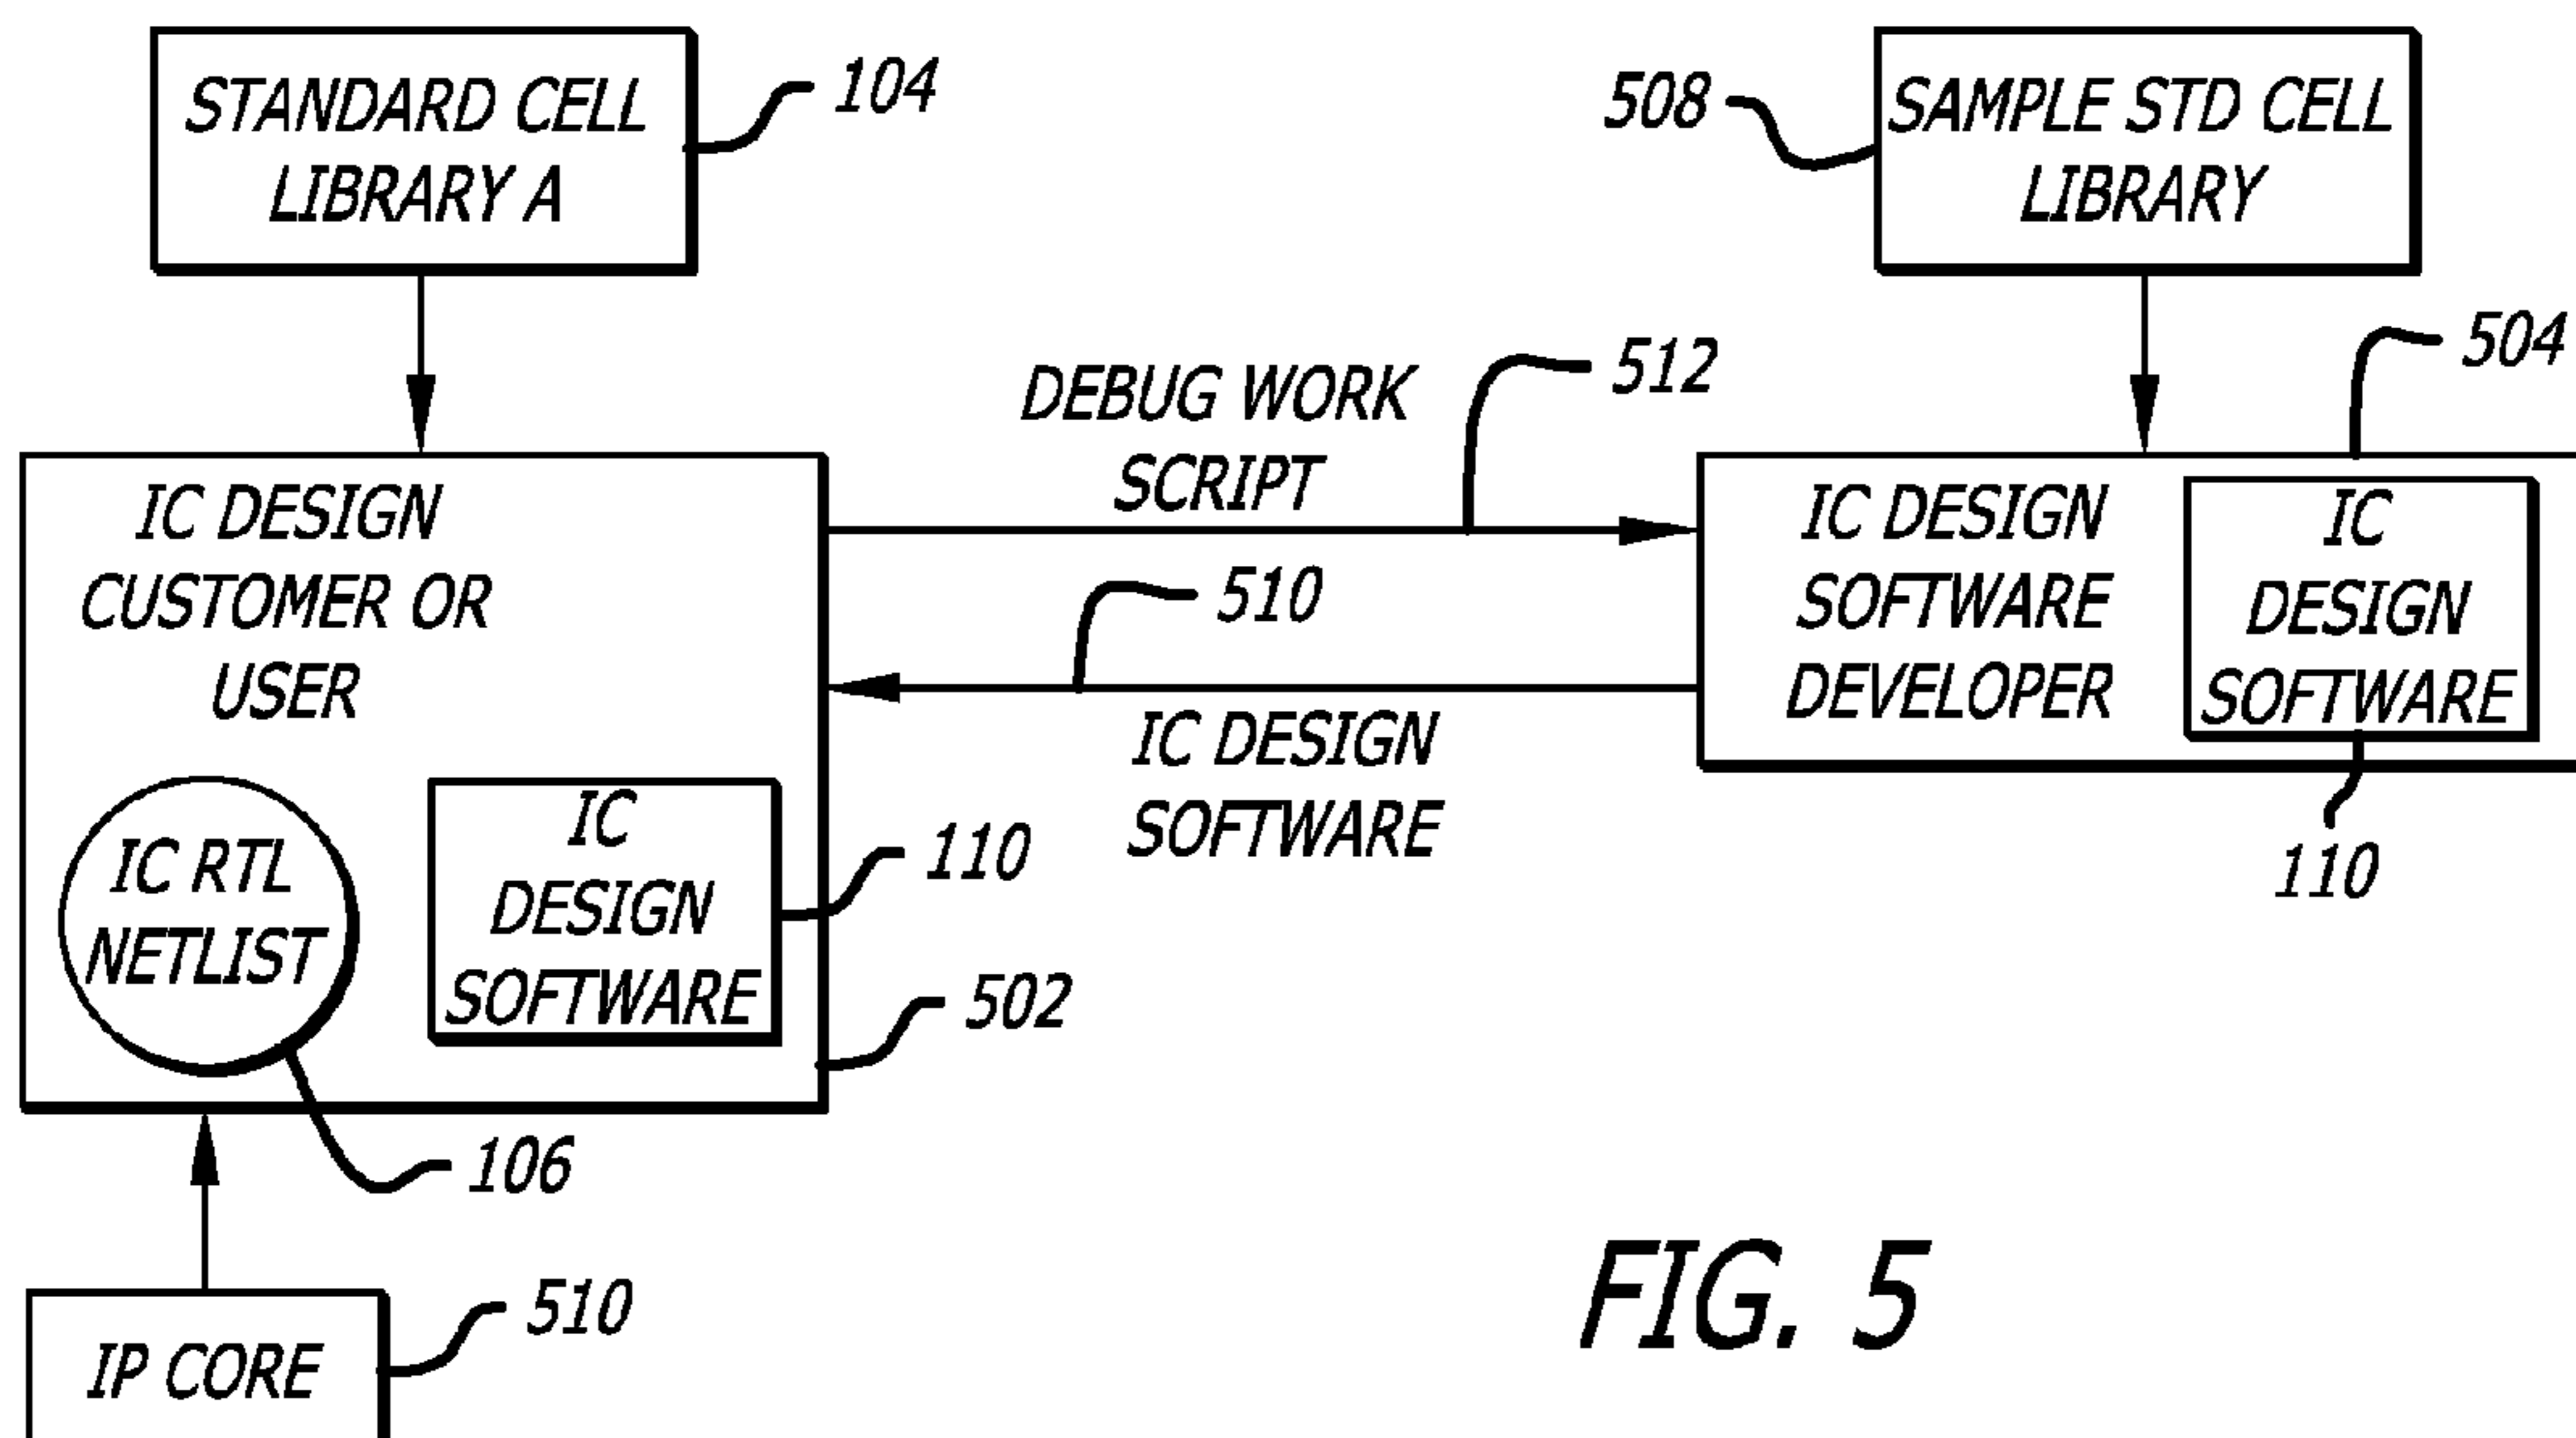 STANDARD CELL
LIBRARY A
104
508
SAMPLE STD CELL
LIBRARY
504
DEBUG WORK
SCRIPT
512
IC DESIGN
CUSTOMER OR
USER
510
IC DESIGN
SOFTWARE
IC DESIGN
SOFTWARE
DEVELOPER
IC
DESIGN
SOFTWARE
110
IC RTL
NETLIST
IC
DESIGN
SOFTWARE
110
502
106
IP CORE
510
FIG. 5